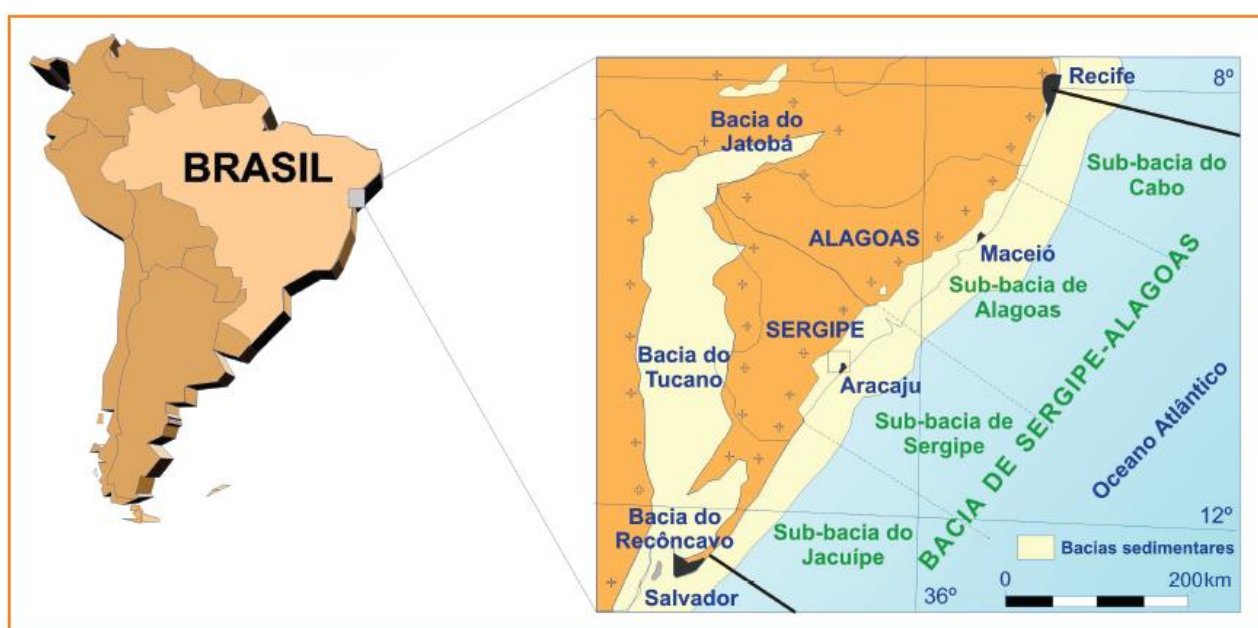 BRASIL
Recife
8º
Bacia do
Jatobá
Sub-bacia do
Cabo
ALAGOAS
Maceió
Sub-bacia de
Alagoas
SERGIPE
Bacia do
Tucano
Aracaju
Sub-bacia de
Sergipe
BACIA DE SERGIPE-ALAGOAS
Oceano Atlântico
Bacia do
Recôncavo
Sub-bacia do
Jacuípe
12º
Bacias sedimentares
0
200km
Salvador
36º